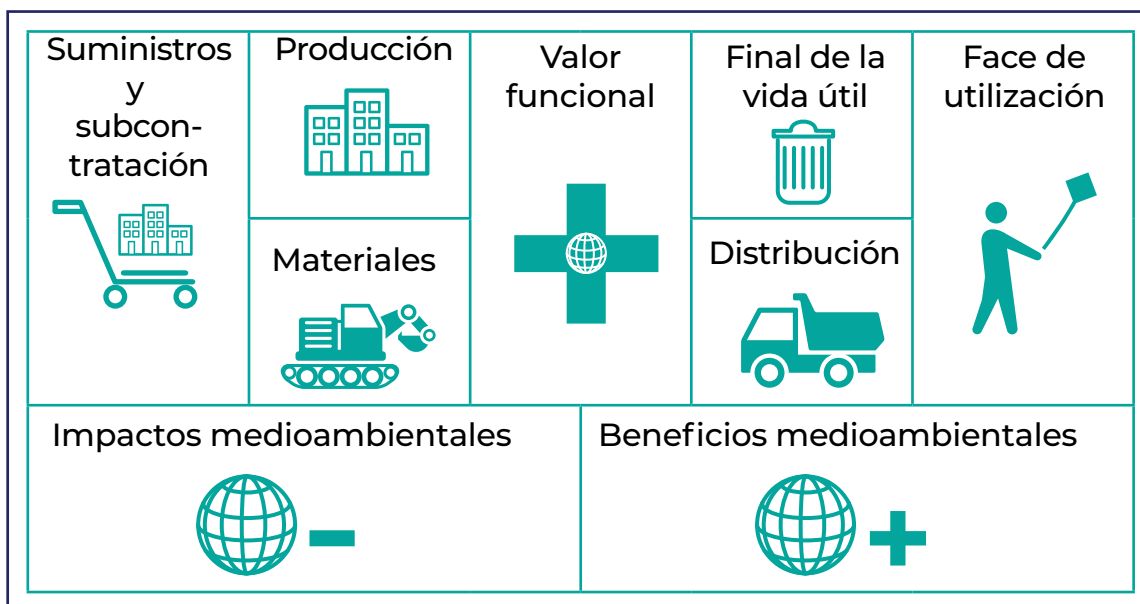 Suministros
y
subcon-
tratación
Producción
Materiales
Valor
funcional
Final de la
vida útil
Distribución
Face de
utilización
Impactos medioambientales
Beneficios medioambientales